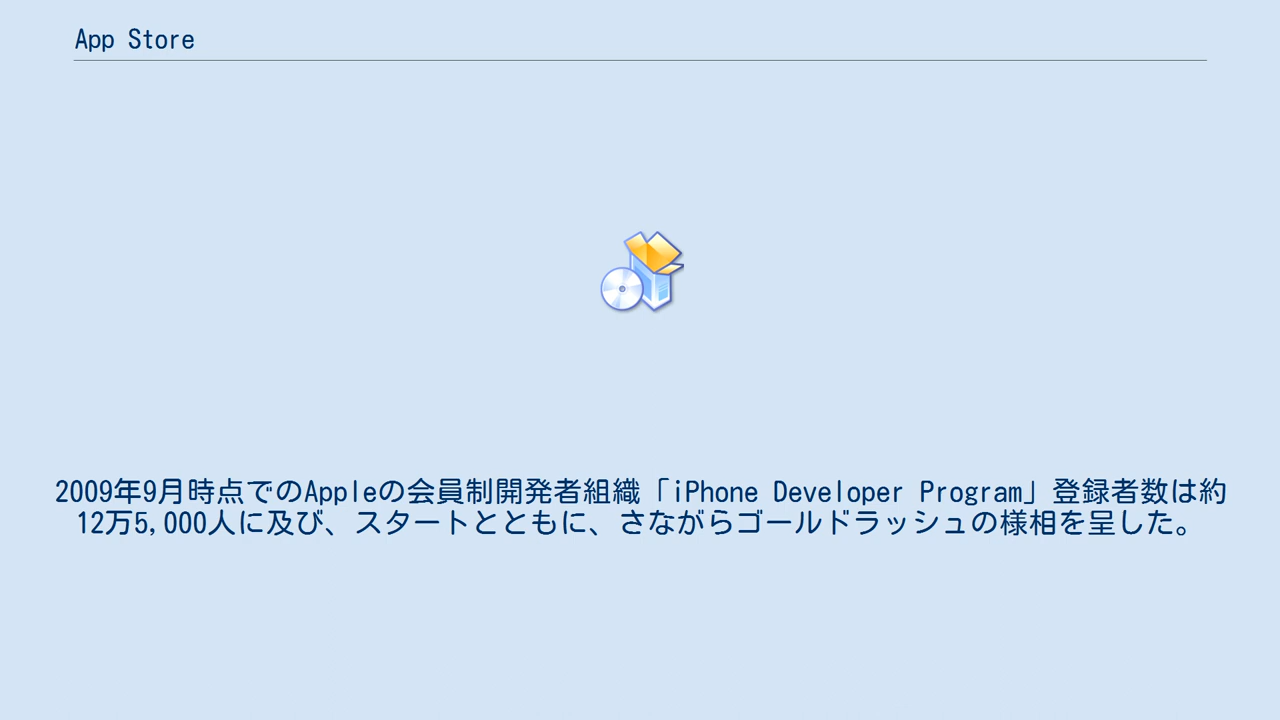 App Store
2009年9月時点でのAppleの会員制開発者組織「iPhone Developer Program」登録者数は約
12万5,000人に及び、スタートとともに、さながらゴールドラッシュの様相を呈した。